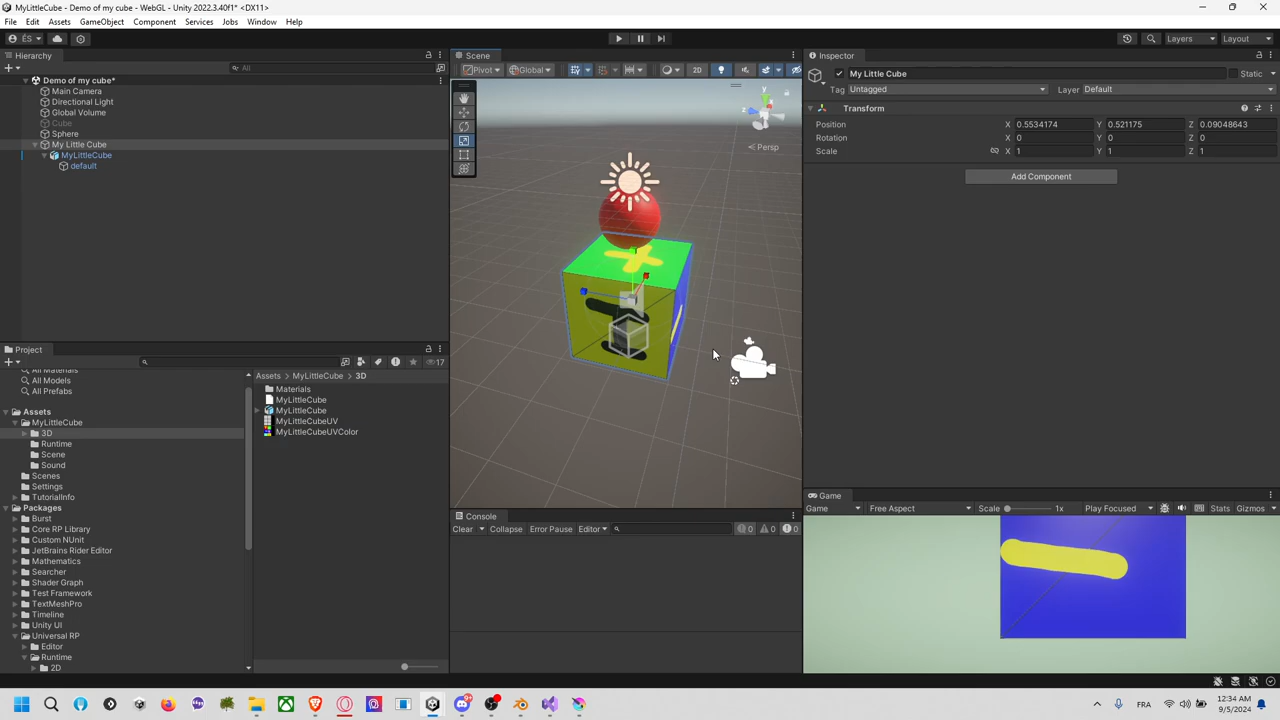 MyLittleCube - Demo of my cube - WebGL - Unity 2022.3.40f1* <DX11>
File Edit Assets GameObject Component Services Jobs Window Help
ÉS Layers Layout
Hierarchy
All
Demo of my cube*
Main Camera
Directional Light
Global Volume
Cube
Sphere
My Little Cube
MyLittleCube
default
Scene
Pivot Global 2D
y
z
Persp
Inspector
My Little Cube Static
Tag Untagged Layer Default
Transform
Position X 0.5534174 Y 0.521175 Z 0.09048643
Rotation X 0 Y 0 Z 0
Scale X 1 Y 1 Z 1
Add Component
Project
17
All Materials
All Models
All Prefabs
Assets
MyLittleCube
3D
Runtime
Scene
Sound
Scenes
Settings
TutorialInfo
Packages
Burst
Core RP Library
Custom NUnit
JetBrains Rider Editor
Mathematics
Searcher
Shader Graph
Test Framework
TextMeshPro
Timeline
Unity UI
Universal RP
Editor
Runtime
2D
Assets MyLittleCube 3D
Materials
MyLittleCube
MyLittleCube
MyLittleCubeUV
MyLittleCubeUVColor
Console
Clear Collapse Error Pause Editor 0 0 0
Game
Game Free Aspect Scale 1x Play Focused Stats Gizmos
FRA 12:34 AM
9/5/2024